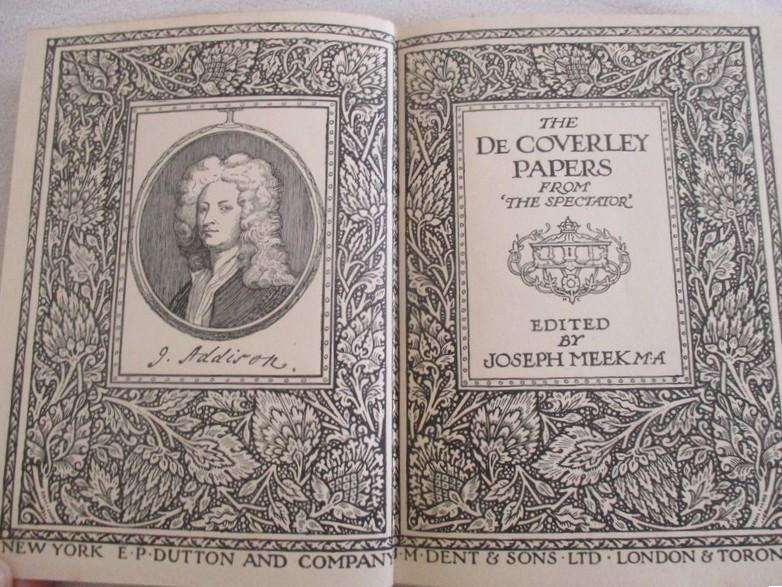 J. Addison.
NEW YORK E·P·DUTTON AND COMPANY
THE
DE COVERLEY
PAPERS
FROM
'THE SPECTATOR'
EDITED
BY
JOSEPH MEEK M·A
J·M·DENT & SONS·LTD·LONDON & TORON